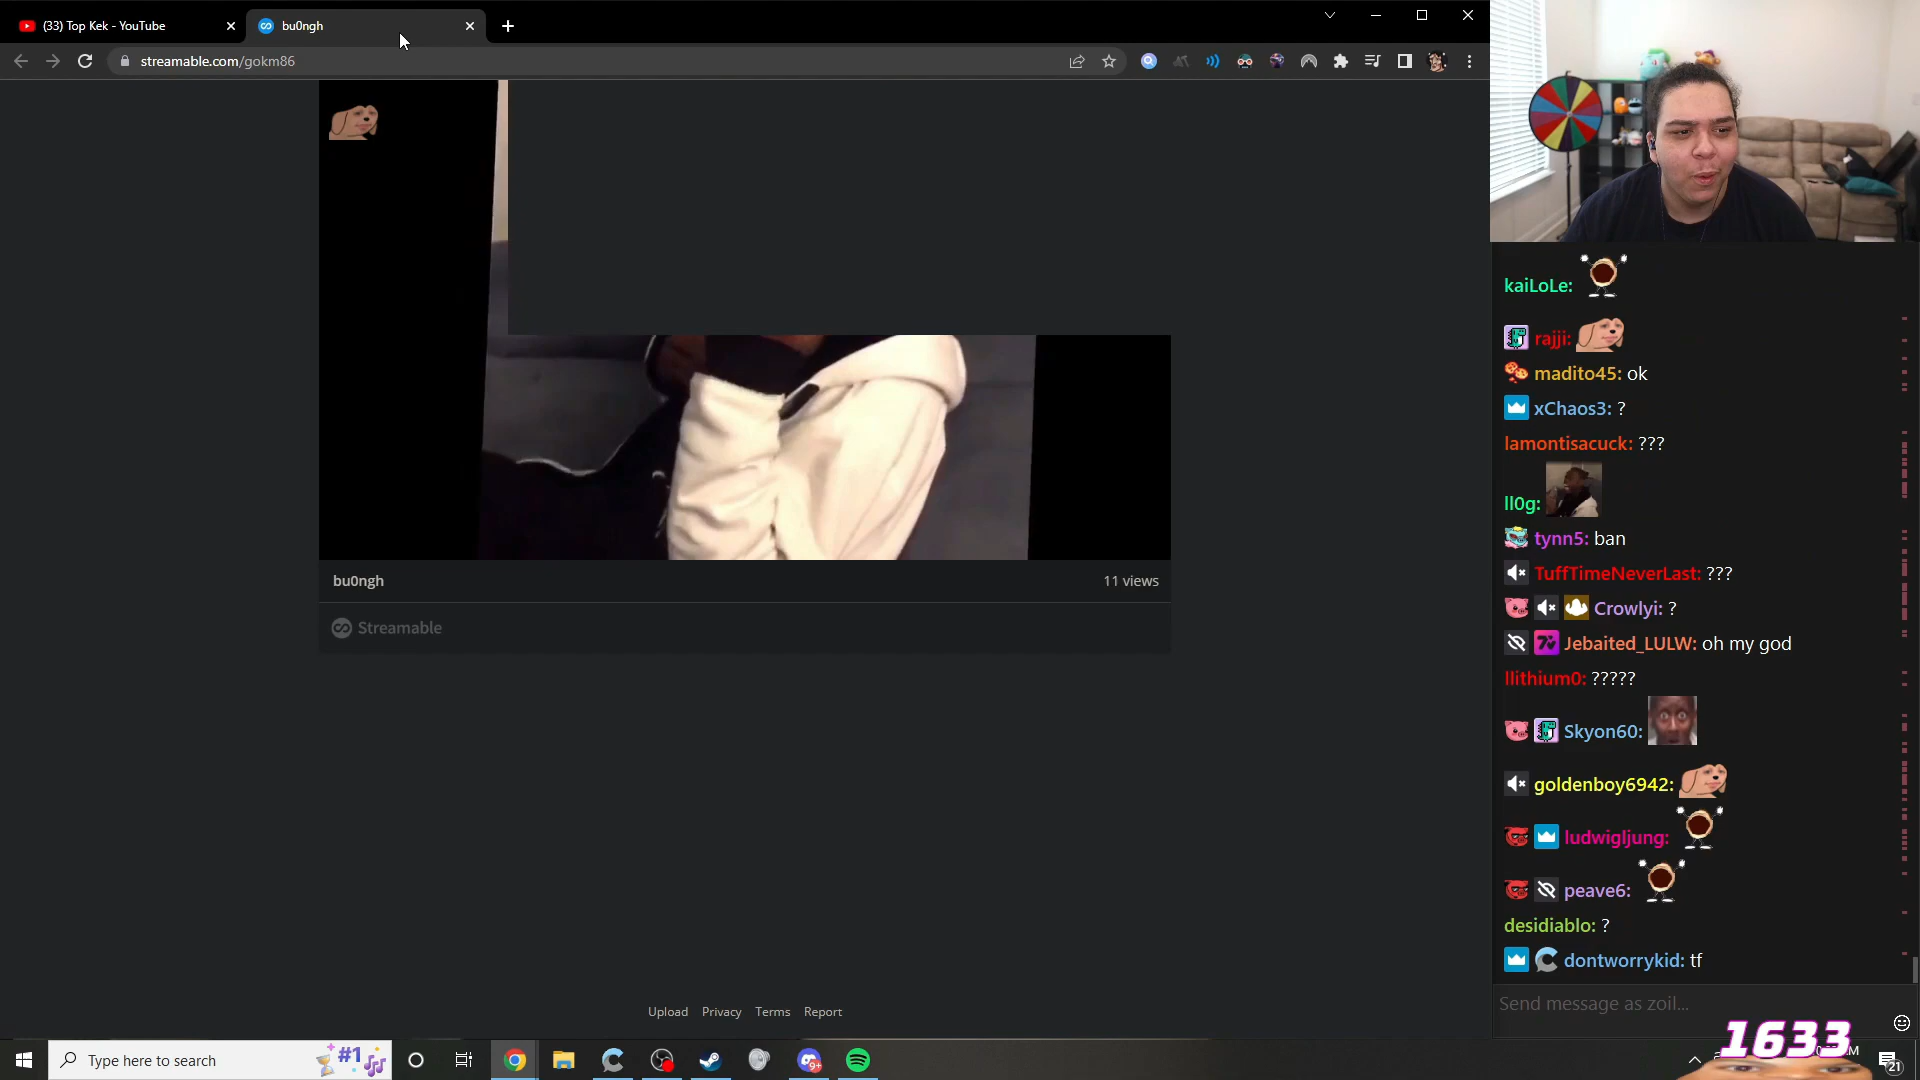 (33) Top Kek - YouTube
bu0ngh
streamable.com/gokm86
bu0ngh
11 views
Streamable
Upload Privacy Terms Report
kaiLoLe:
rajji:
madito45: ok
xChaos3: ?
lamontisacuck: ???
ll0g:
tynn5: ban
TuffTimeNeverLast: ???
Crowlyi: ?
Jebaited_LULW: oh my god
llithium0: ?????
Skyon60:
goldenboy6942:
ludwigljung:
peave6:
desidiablo: ?
dontworrykid: tf
Send message as zoil...
1633
Type here to search
#1
9+
21